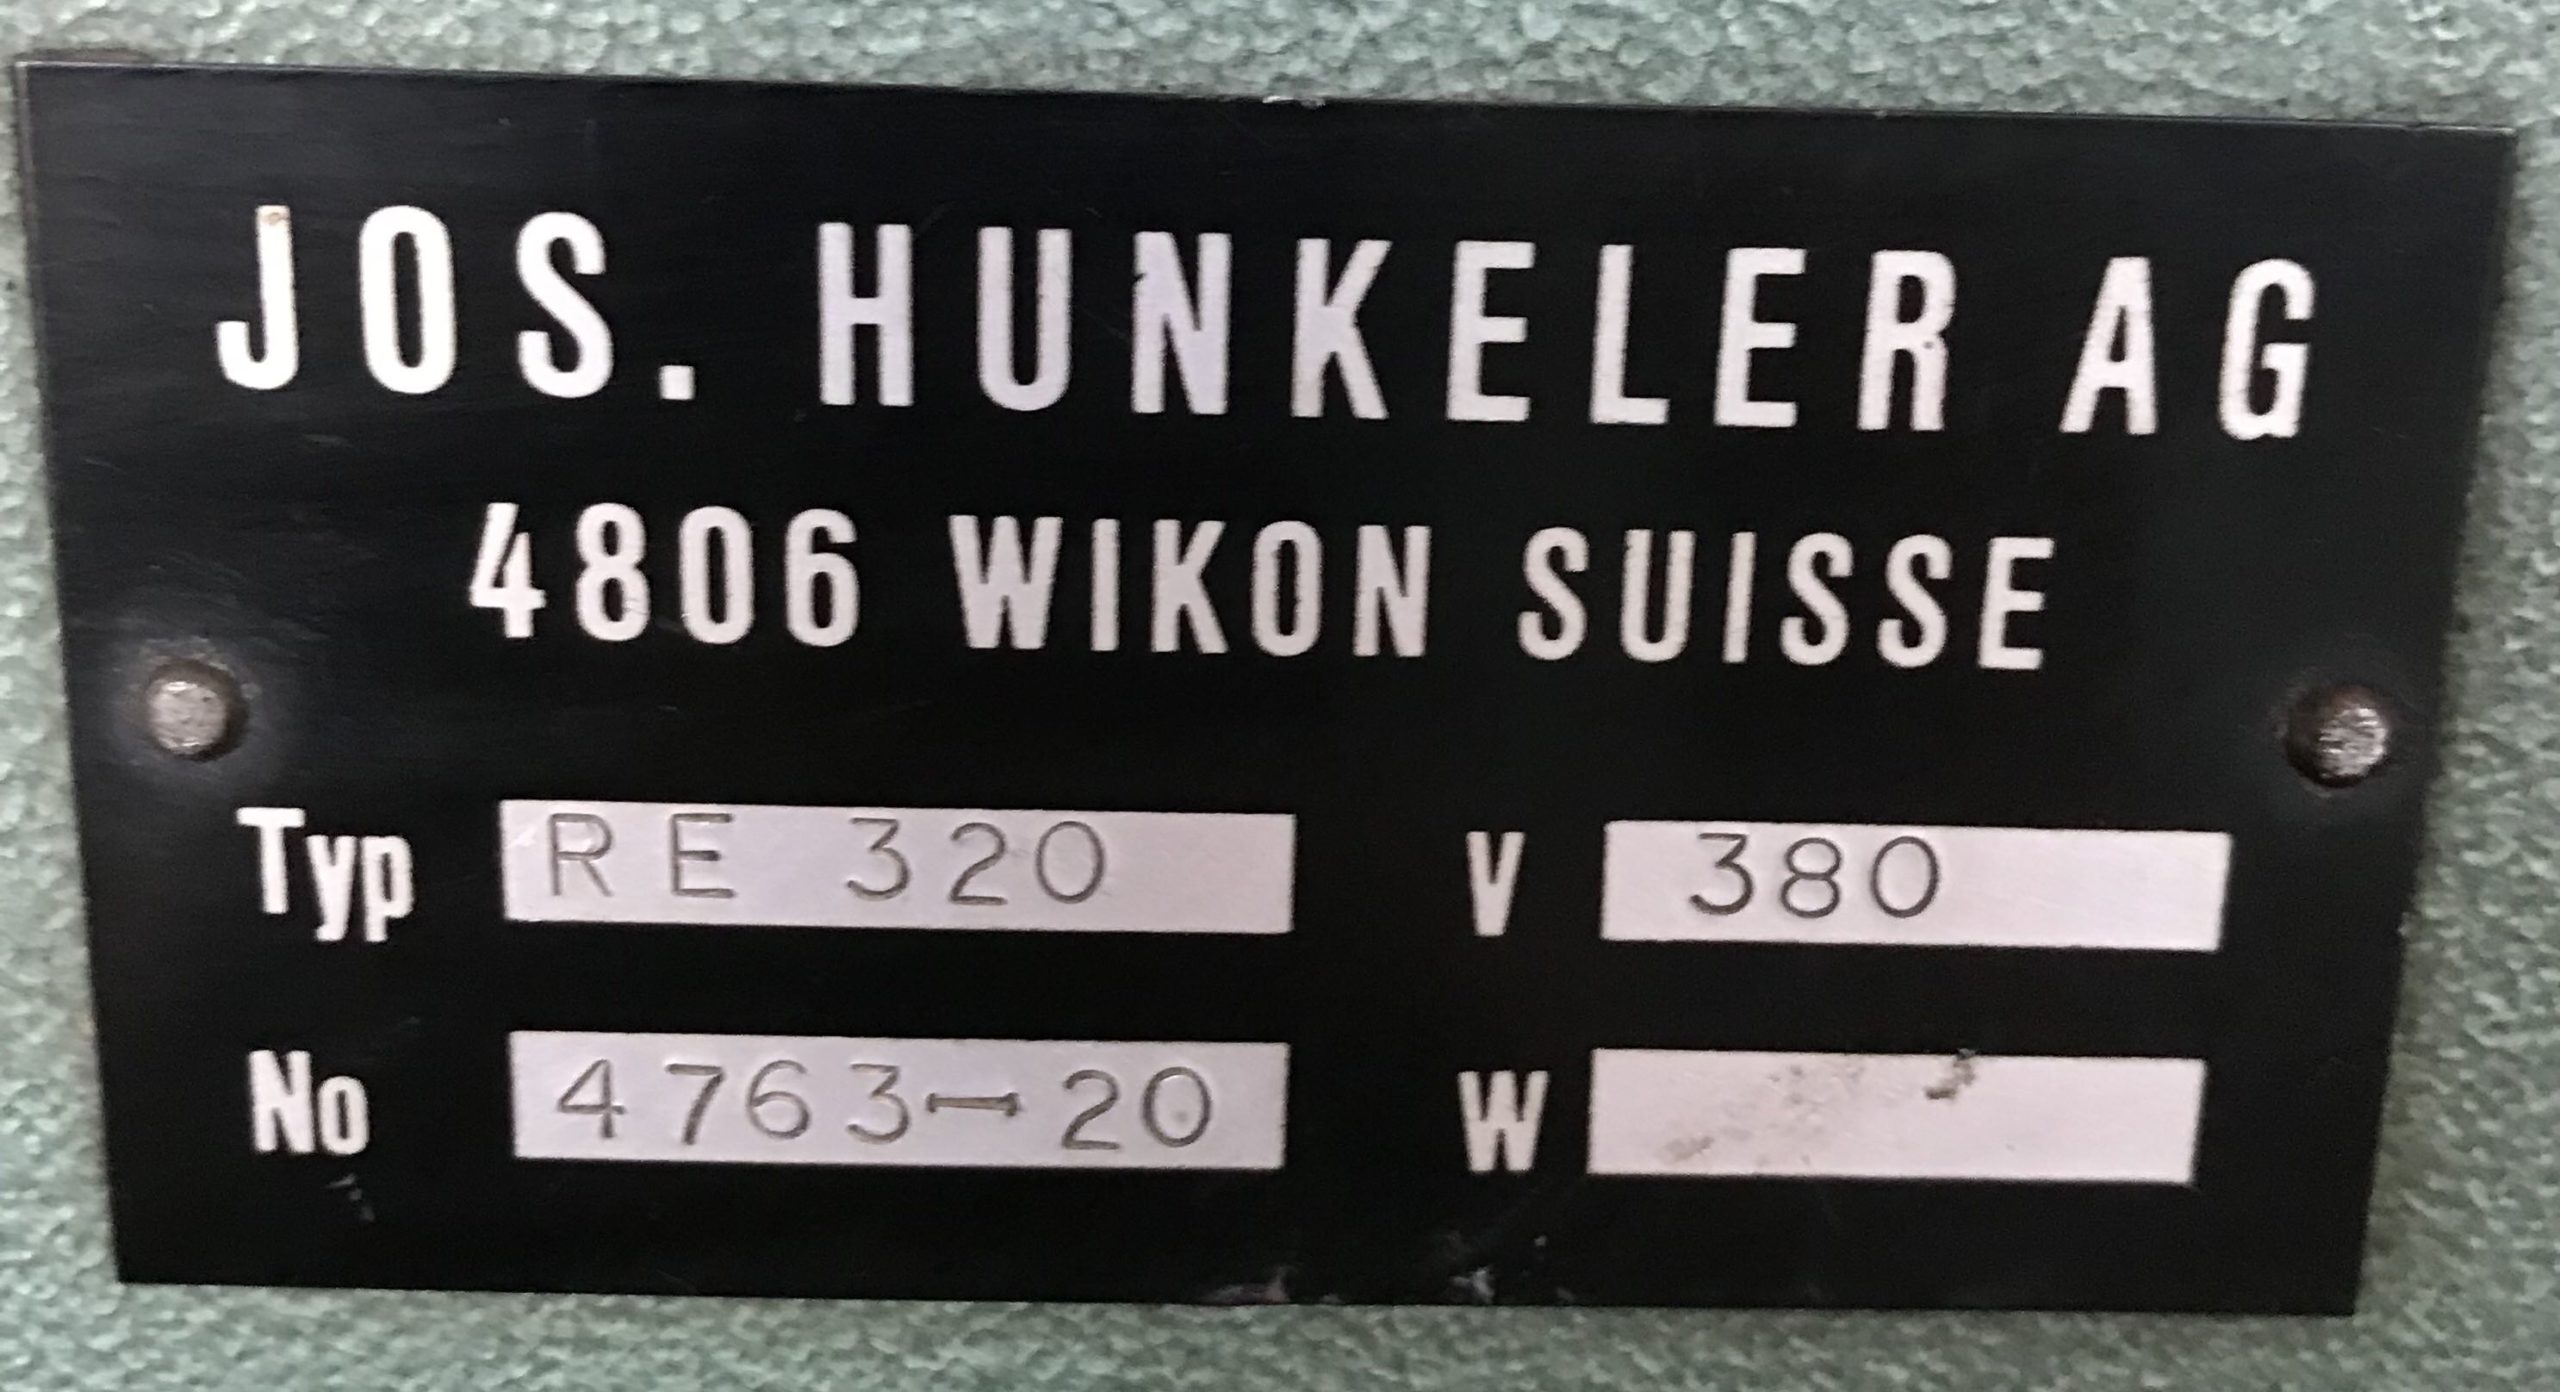 JOS. HUNKELER AG
4806 WIKON SUISSE
Typ RE 320 V 380
No 4763-20 W